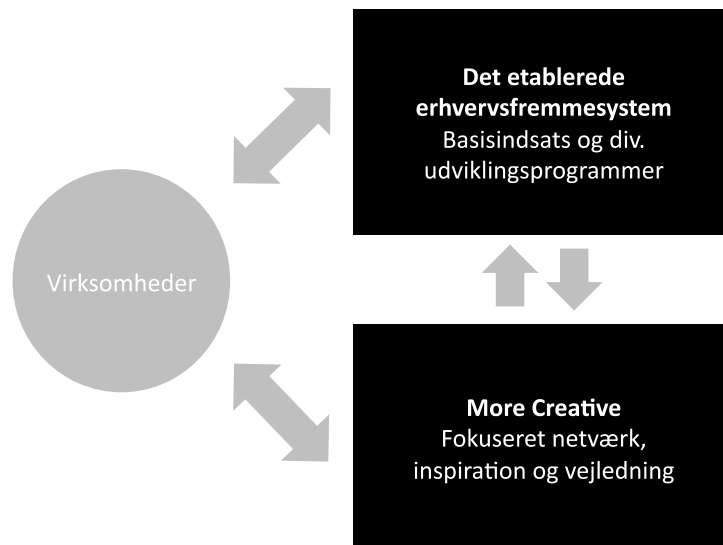 Det etablerede
erhvervsfremmesystem
Basisindsats og div.
udviklingsprogrammer
Virksomheder
More Creative
Fokuseret netværk,
inspiration og vejledning